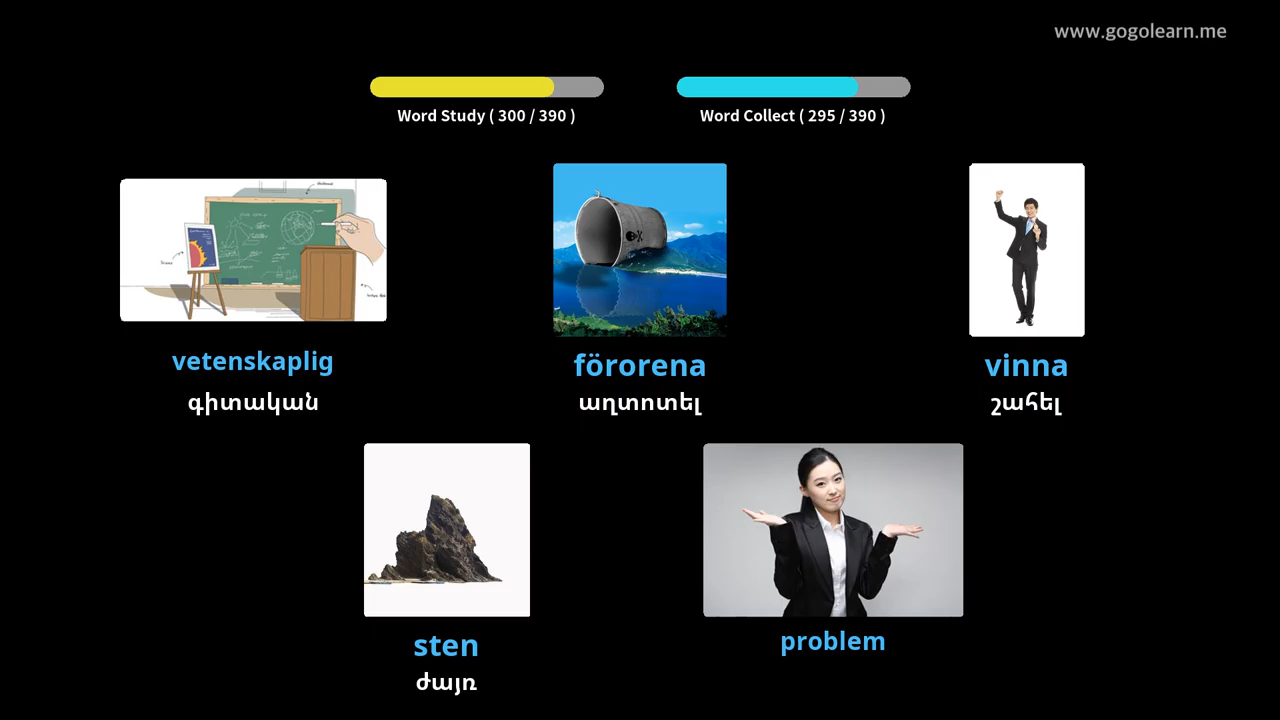 www.gogolearn.me
Word Study ( 300 / 390 )
Word Collect ( 295 / 390 )
vetenskaplig
գիտական
förorena
աղտոտել
vinna
շահել
sten
ժայռ
problem